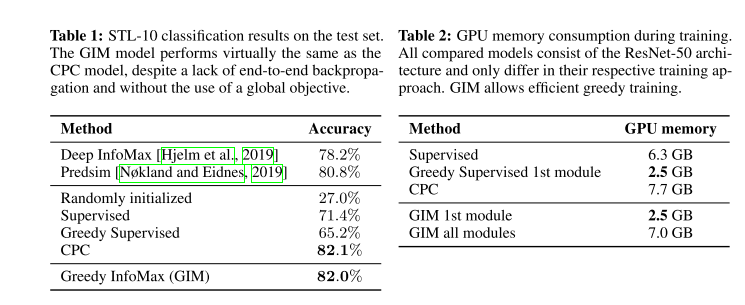 Table 1: STL-10 classification results on the test set.
The GIM model performs virtually the same as the
CPC model, despite a lack of end-to-end backpropa-
gation and without the use of a global objective.
Method Accuracy
Deep InfoMax [Hjelm et al., 2019] 78.2%
Predsim [Nøkland and Eidnes, 2019] 80.8%
Randomly initialized 27.0%
Supervised 71.4%
Greedy Supervised 65.2%
CPC 82.1%
Greedy InfoMax (GIM) 82.0%
Table 2: GPU memory consumption during training.
All compared models consist of the ResNet-50 archi-
tecture and only differ in their respective training ap-
proach. GIM allows efficient greedy training.
Method GPU memory
Supervised 6.3 GB
Greedy Supervised 1st module 2.5 GB
CPC 7.7 GB
GIM 1st module 2.5 GB
GIM all modules 7.0 GB